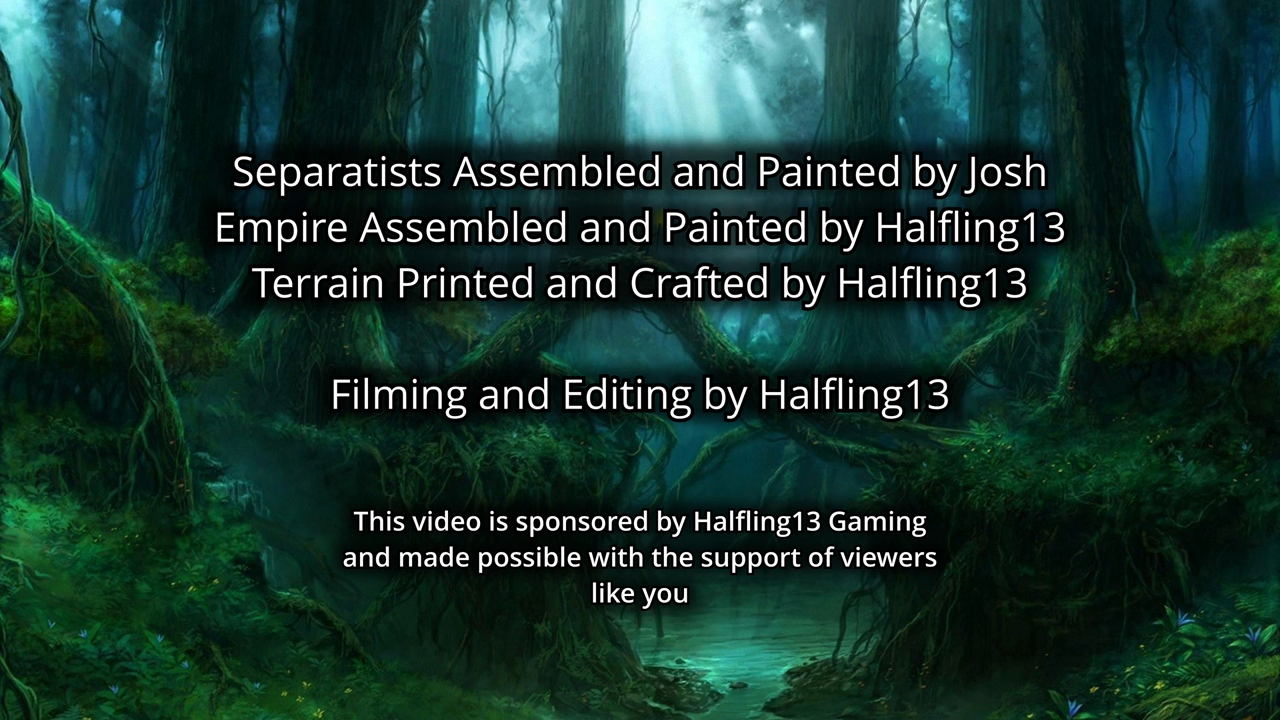 Separatists Assembled and Painted by Josh
Empire Assembled and Painted by Halfling13
Terrain Printed and Crafted by Halfling13
Filming and Editing by Halfling13
This video is sponsored by Halfling13 Gaming
and made possible with the support of viewers
like you